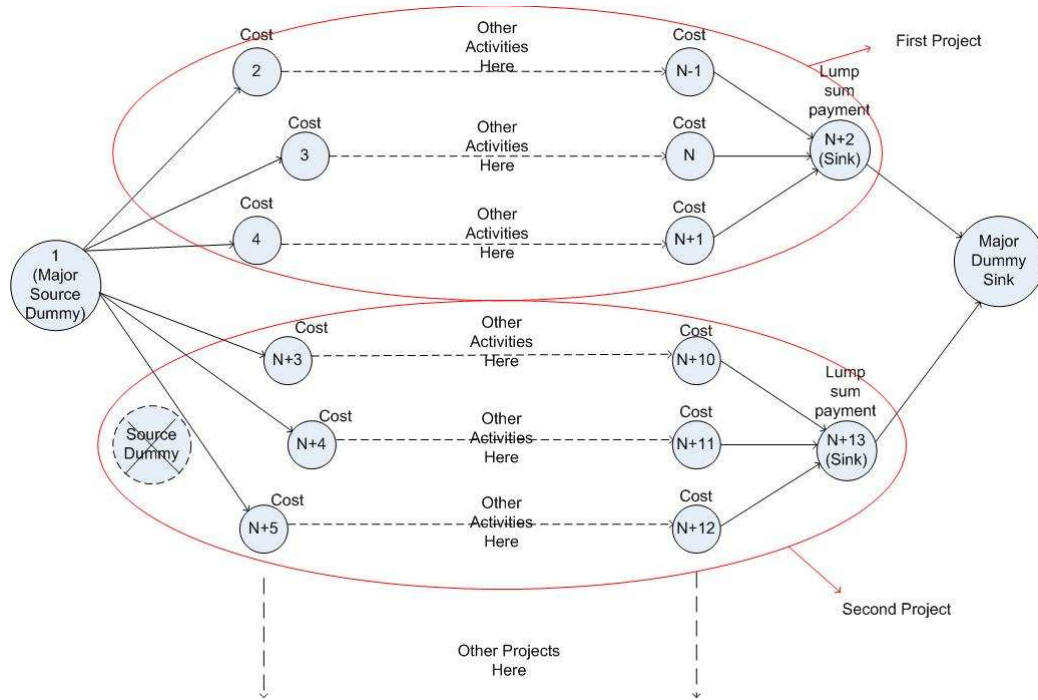 Cost
Other
Activities
Here
Cost
First Project
2
N-1
Lump
sum
payment
Cost
Other
Activities
Here
Cost
3
N
N+2
(Sink)
Cost
Other
Activities
Here
Cost
4
N+1
1
(Major
Source
Dummy)
Major
Dummy
Sink
Cost
Other
Activities
Here
Cost
N+3
N+10
Lump
sum
payment
Cost
Other
Activities
Here
Cost
Source
Dummy
N+4
N+11
N+13
(Sink)
Cost
Other
Activities
Here
Cost
N+5
N+12
Second Project
Other Projects
Here